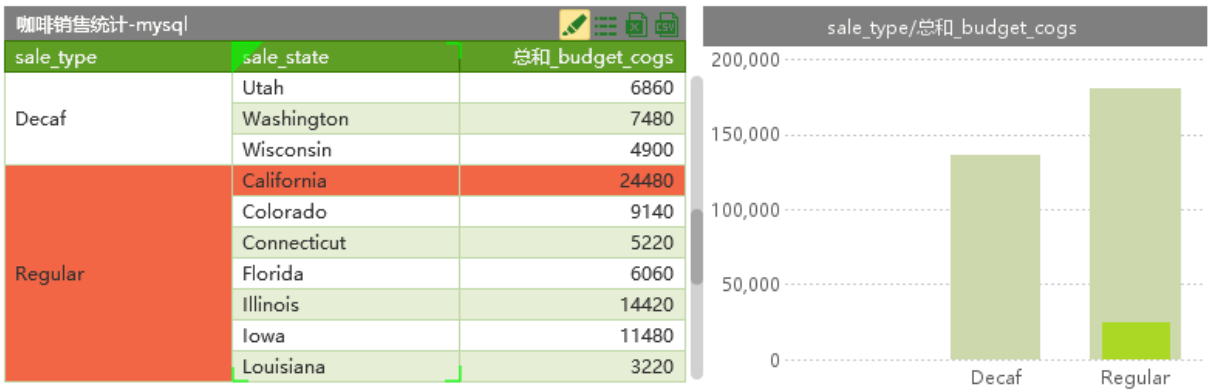 咖啡销售统计-mysql
CSV
sale_type sale_state 总和_budget_cogs
Decaf
Utah 6860
Washington 7480
Wisconsin 4900
Regular
California 24480
Colorado 9140
Connecticut 5220
Florida 6060
Illinois 14420
Iowa 11480
Louisiana 3220
sale_type/总和_budget_cogs
200,000
150,000
100,000
50,000
0
Decaf Regular